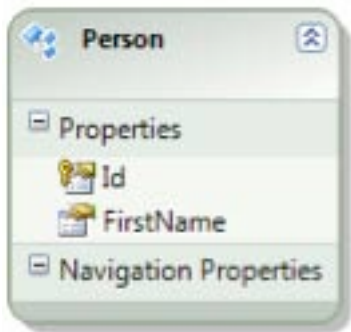 Person
Properties
Id
FirstName
Navigation Properties